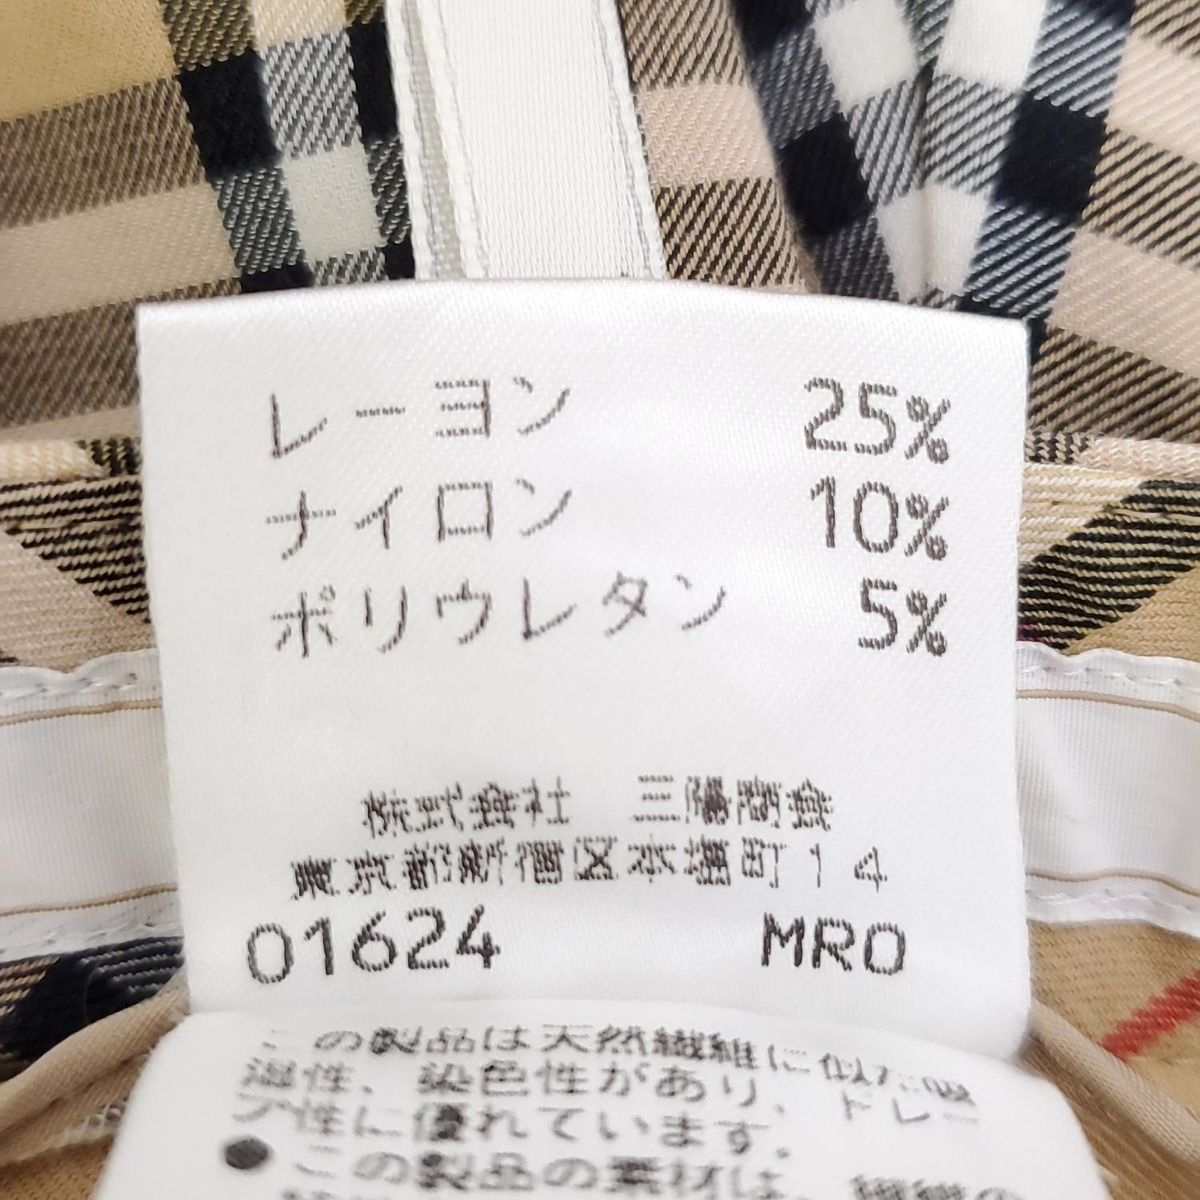 レーヨン 25%
ナイロン 10%
ポリウレタン 5%
株式会社 三陽商会
東京都新宿区本塩町14
01624 MRO
この製品は天然繊維に似た吸
湿性、染色性があり、ドレー
プ性に優れています。
● この製品の素材は、